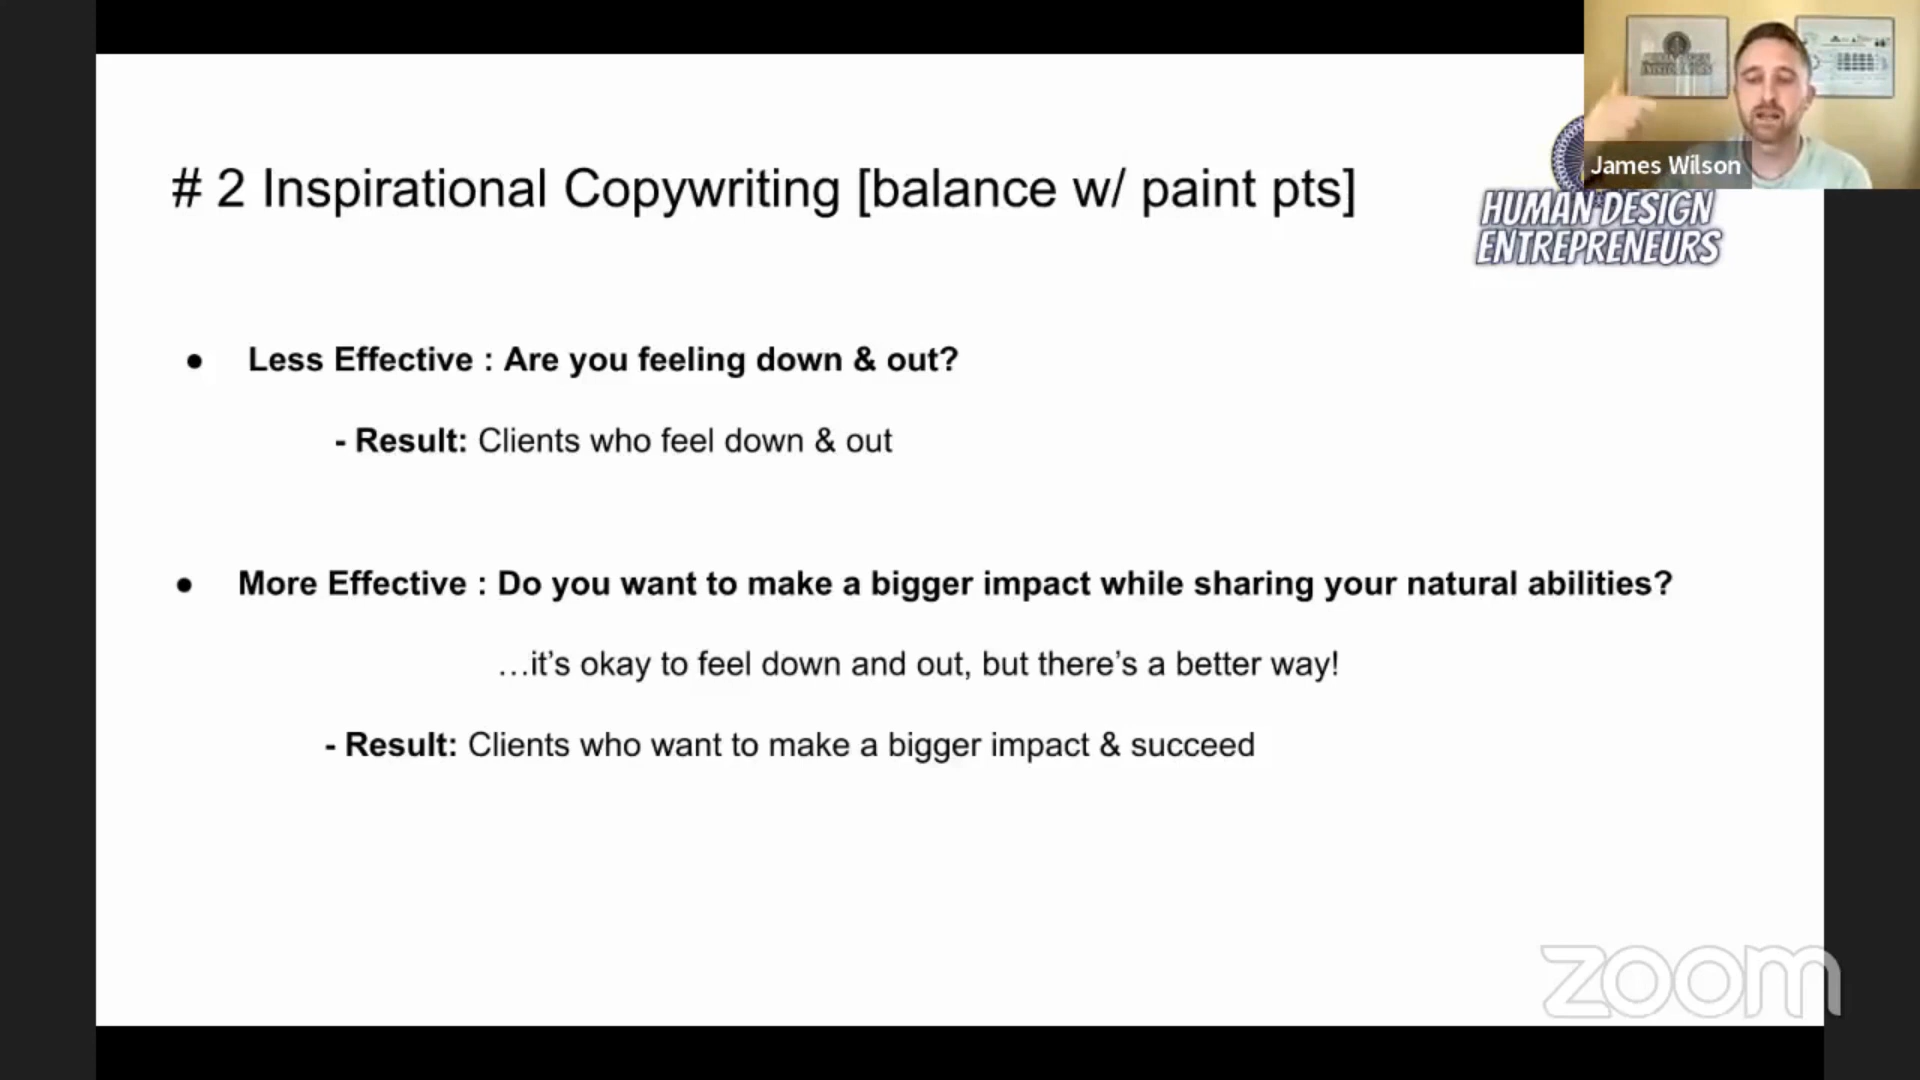 James Wilson
# 2 Inspirational Copywriting [balance w/ paint pts]
HUMAN DESIGN
ENTREPRENEURS
● Less Effective : Are you feeling down & out?
- Result: Clients who feel down & out
● More Effective : Do you want to make a bigger impact while sharing your natural abilities?
…it’s okay to feel down and out, but there’s a better way!
- Result: Clients who want to make a bigger impact & succeed
zoom